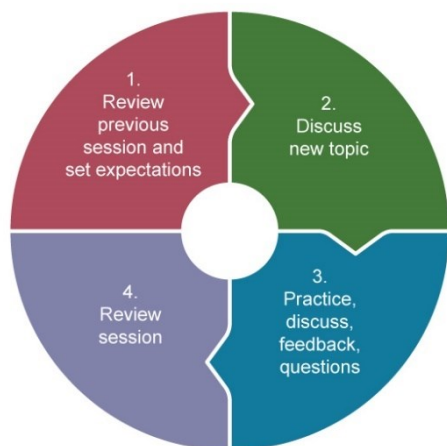 1.
Review
previous
session and
set expectations
2.
Discuss
new topic
3.
Practice,
discuss,
feedback,
questions
4.
Review
session